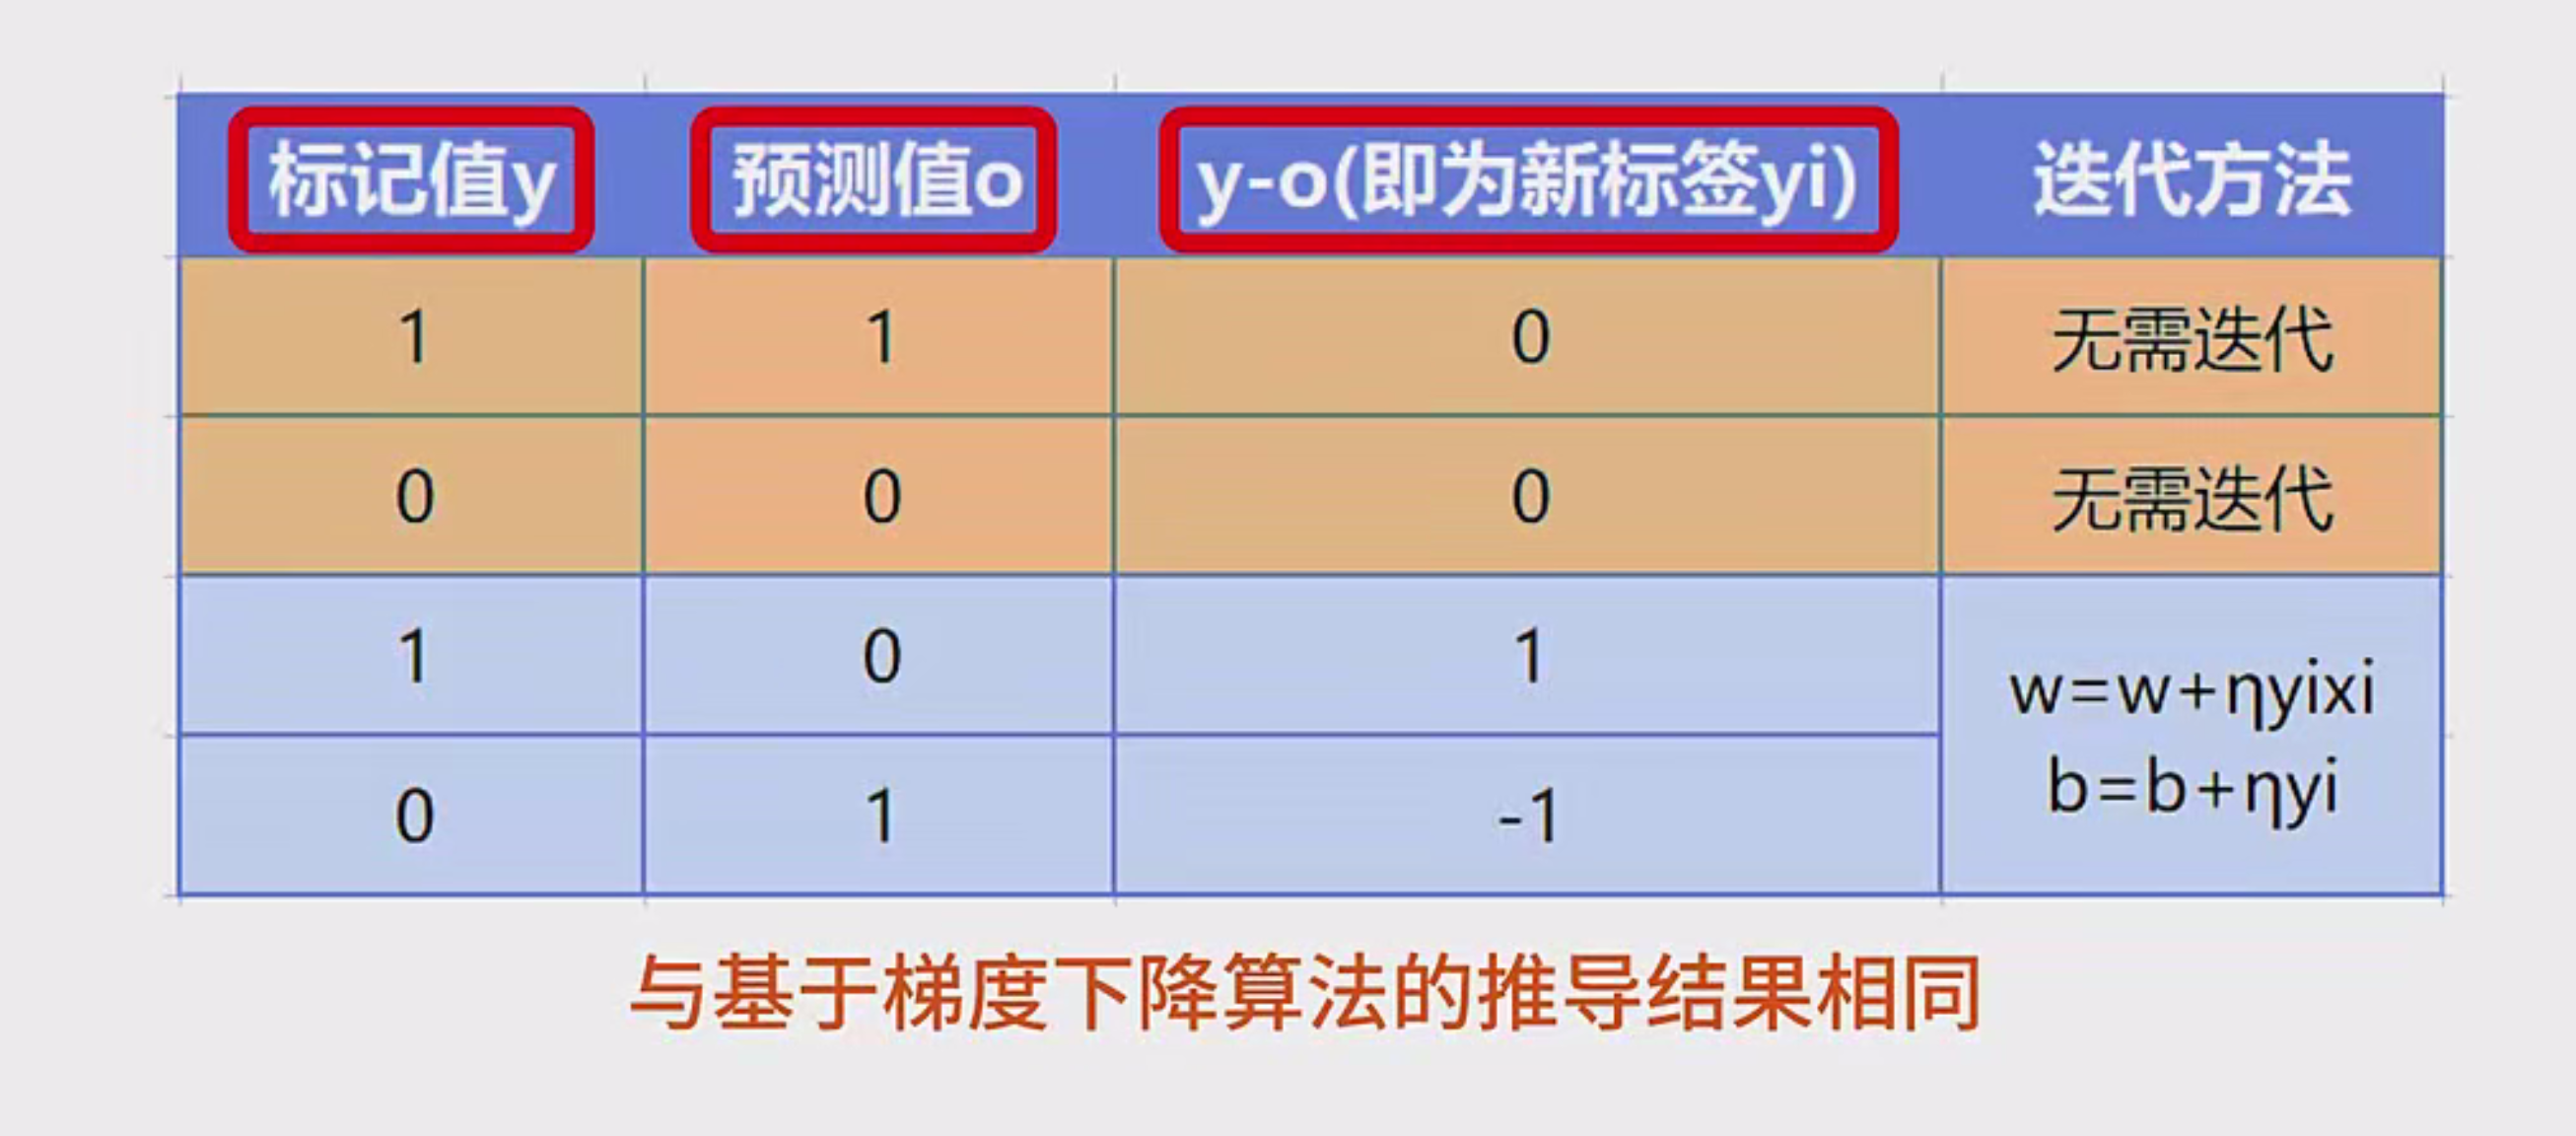 标记值y 预测值o y-o(即为新标签yi) 迭代方法
1 1 0 无需迭代
0 0 0 无需迭代
1 0 1
w=w+ηyixi
b=b+ηyi
0 1 -1
与基于梯度下降算法的推导结果相同